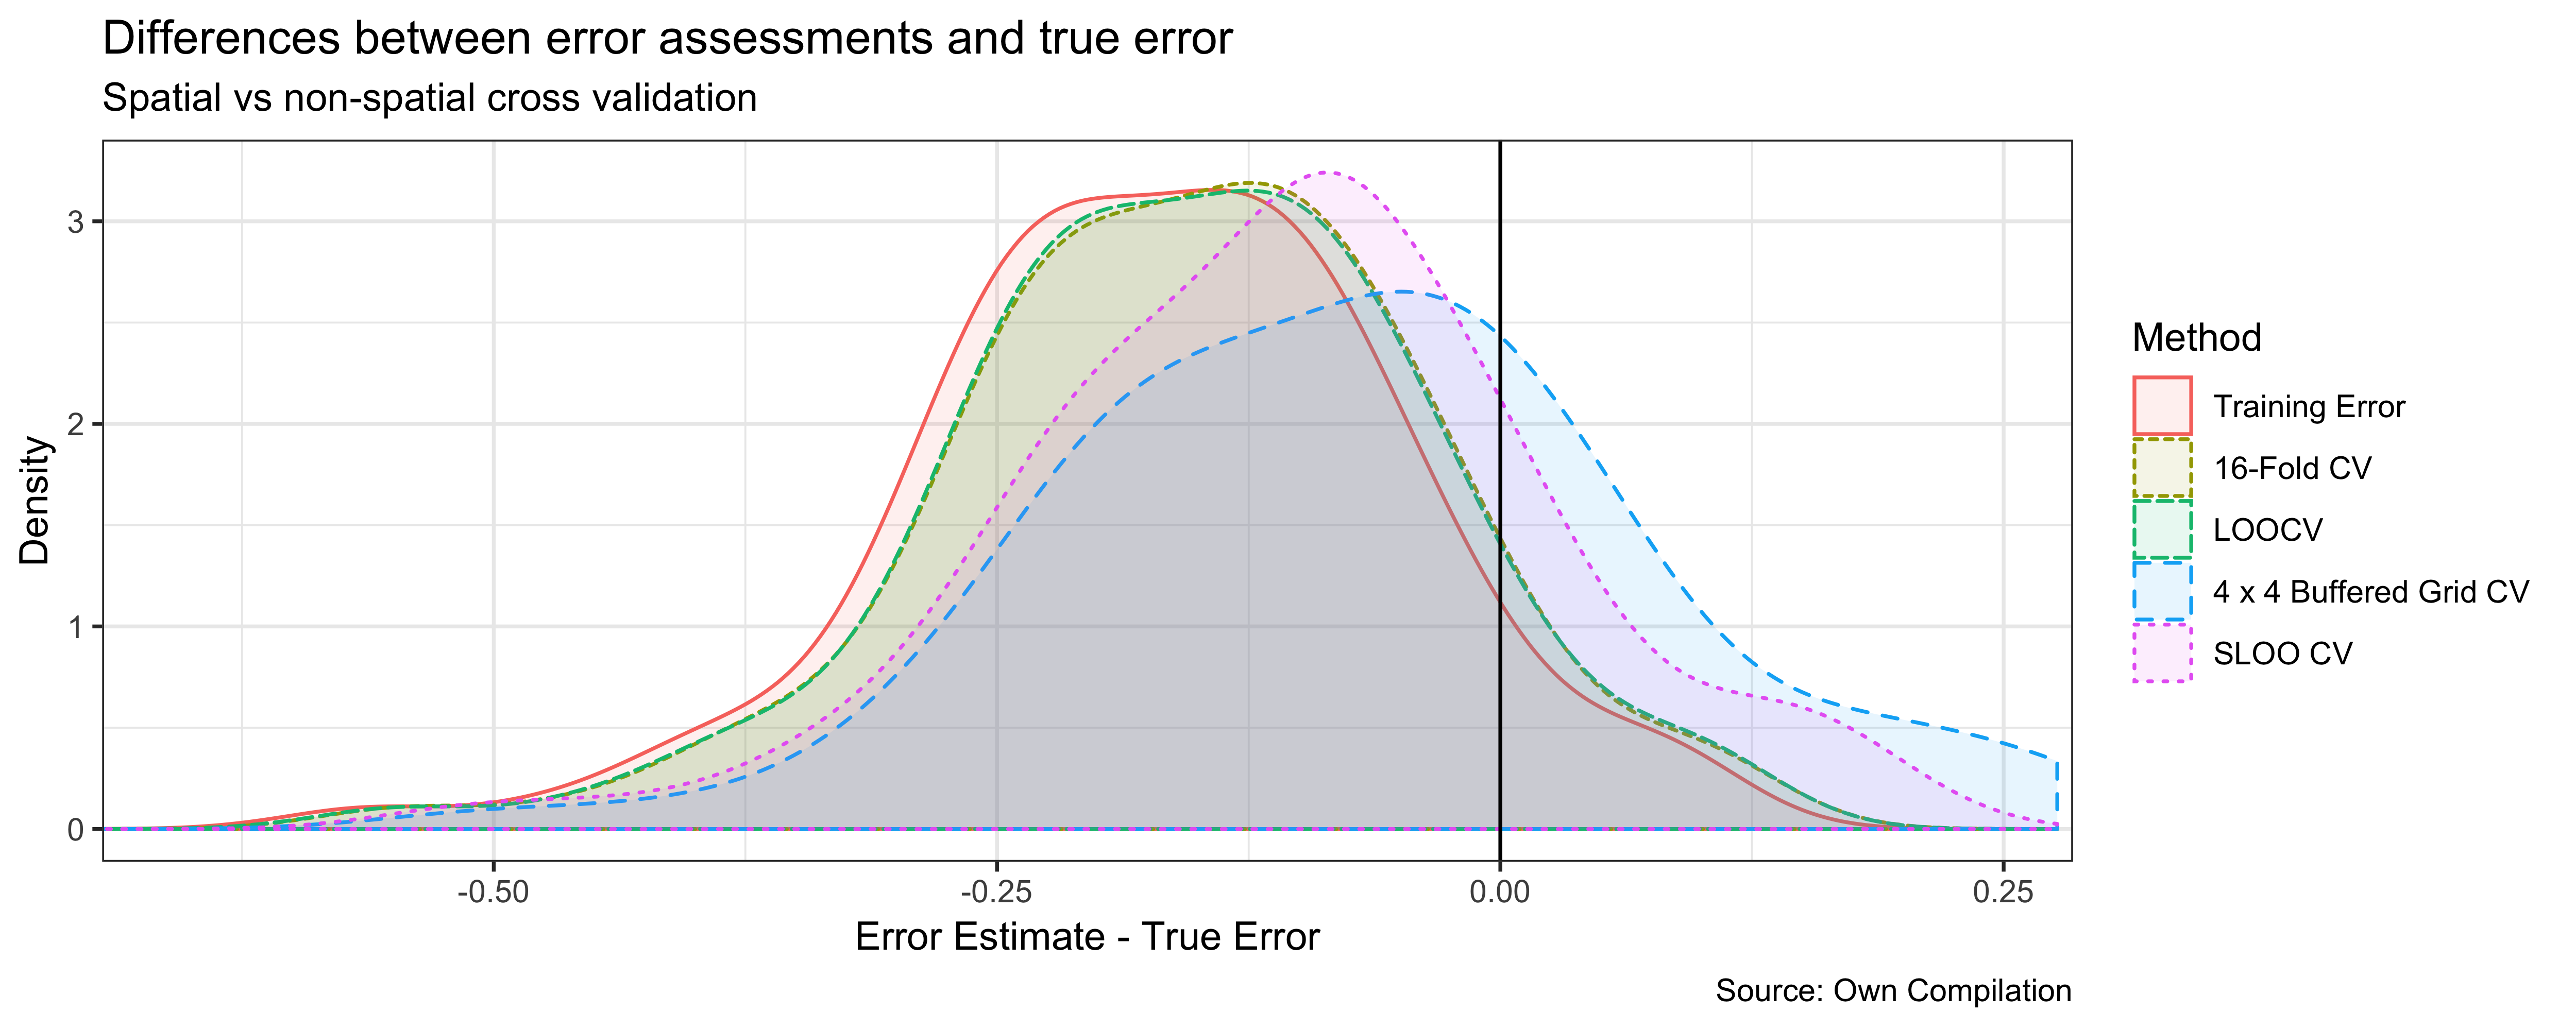 Differences between error assessments and true error
Spatial vs non-spatial cross validation
3
2
1
0
Density
-0.50
-0.25
0.00
0.25
Error Estimate - True Error
Method
Training Error
16-Fold CV
LOOCV
4 x 4 Buffered Grid CV
SLOO CV
Source: Own Compilation